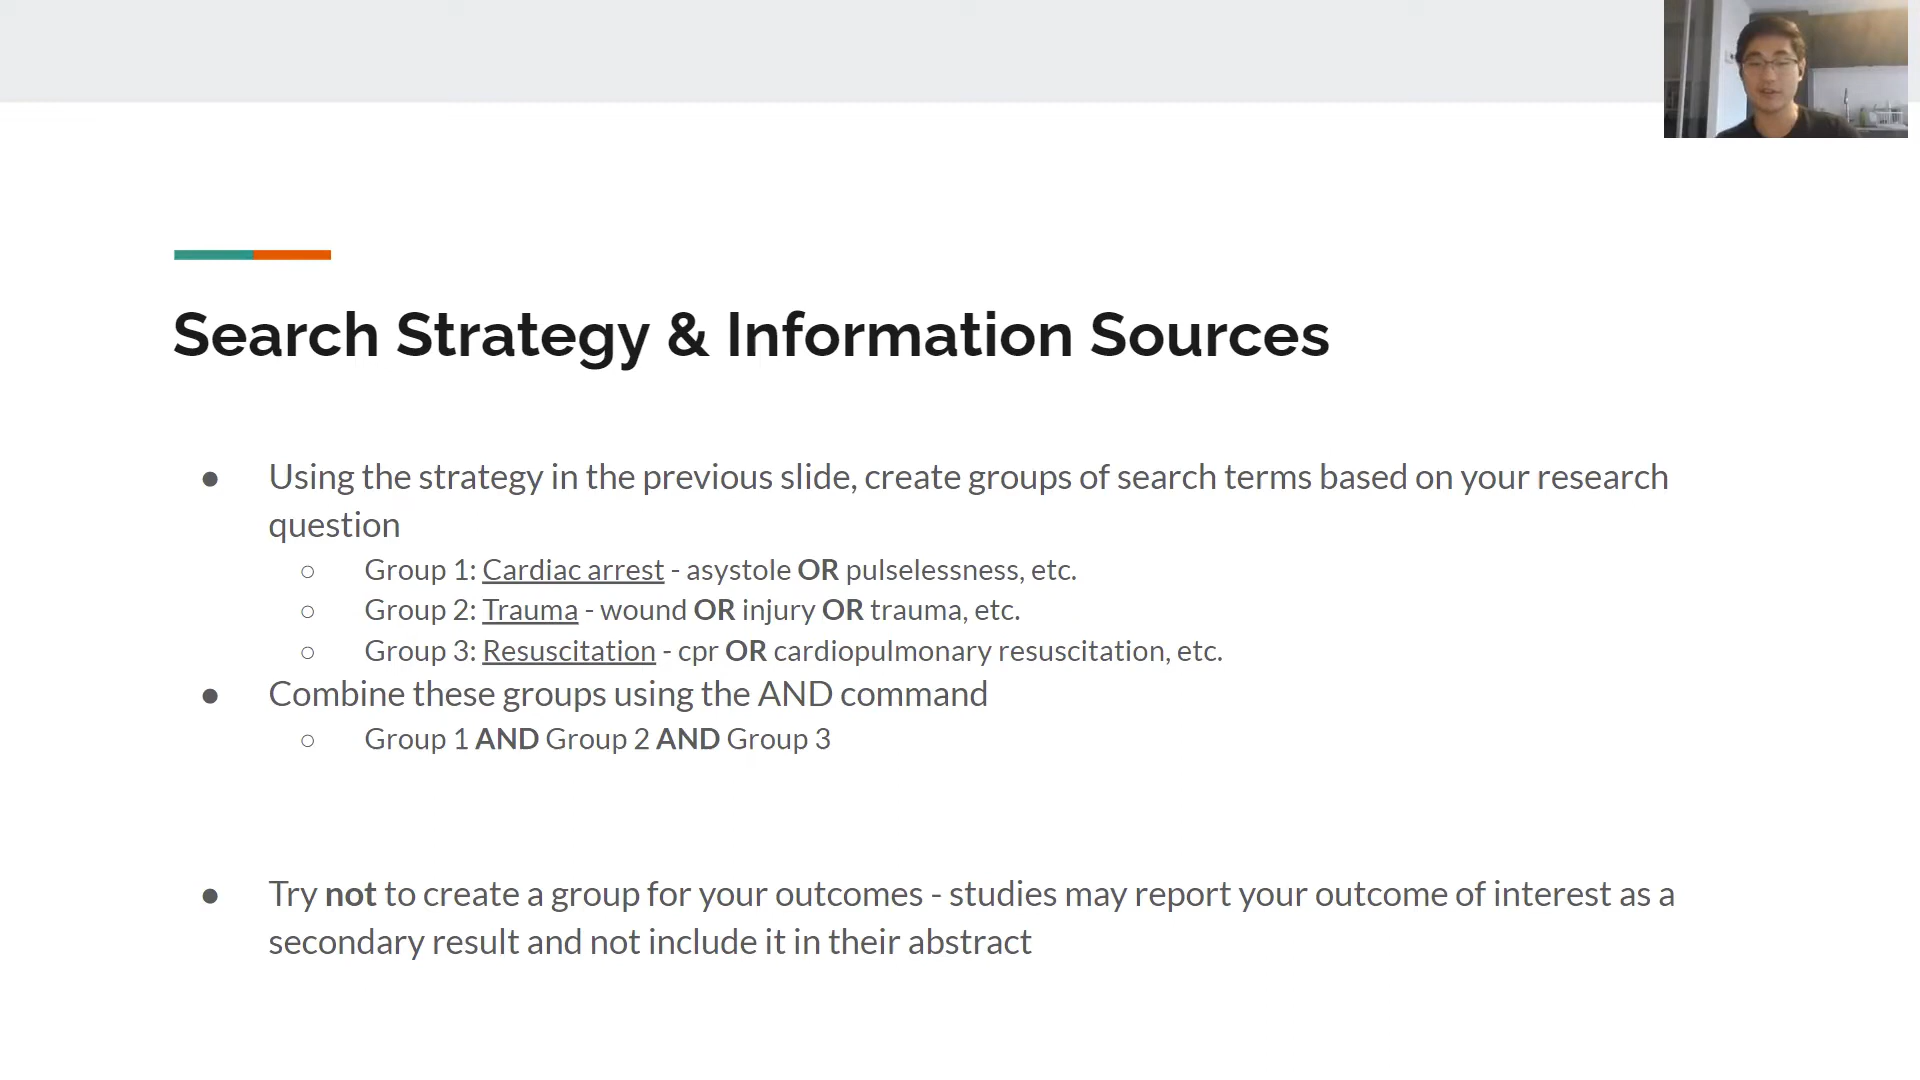 Search Strategy & Information Sources
● Using the strategy in the previous slide, create groups of search terms based on your research
question
○ Group 1: Cardiac arrest - asystole OR pulselessness, etc.
○ Group 2: Trauma - wound OR injury OR trauma, etc.
○ Group 3: Resuscitation - cpr OR cardiopulmonary resuscitation, etc.
● Combine these groups using the AND command
○ Group 1 AND Group 2 AND Group 3
● Try not to create a group for your outcomes - studies may report your outcome of interest as a
secondary result and not include it in their abstract